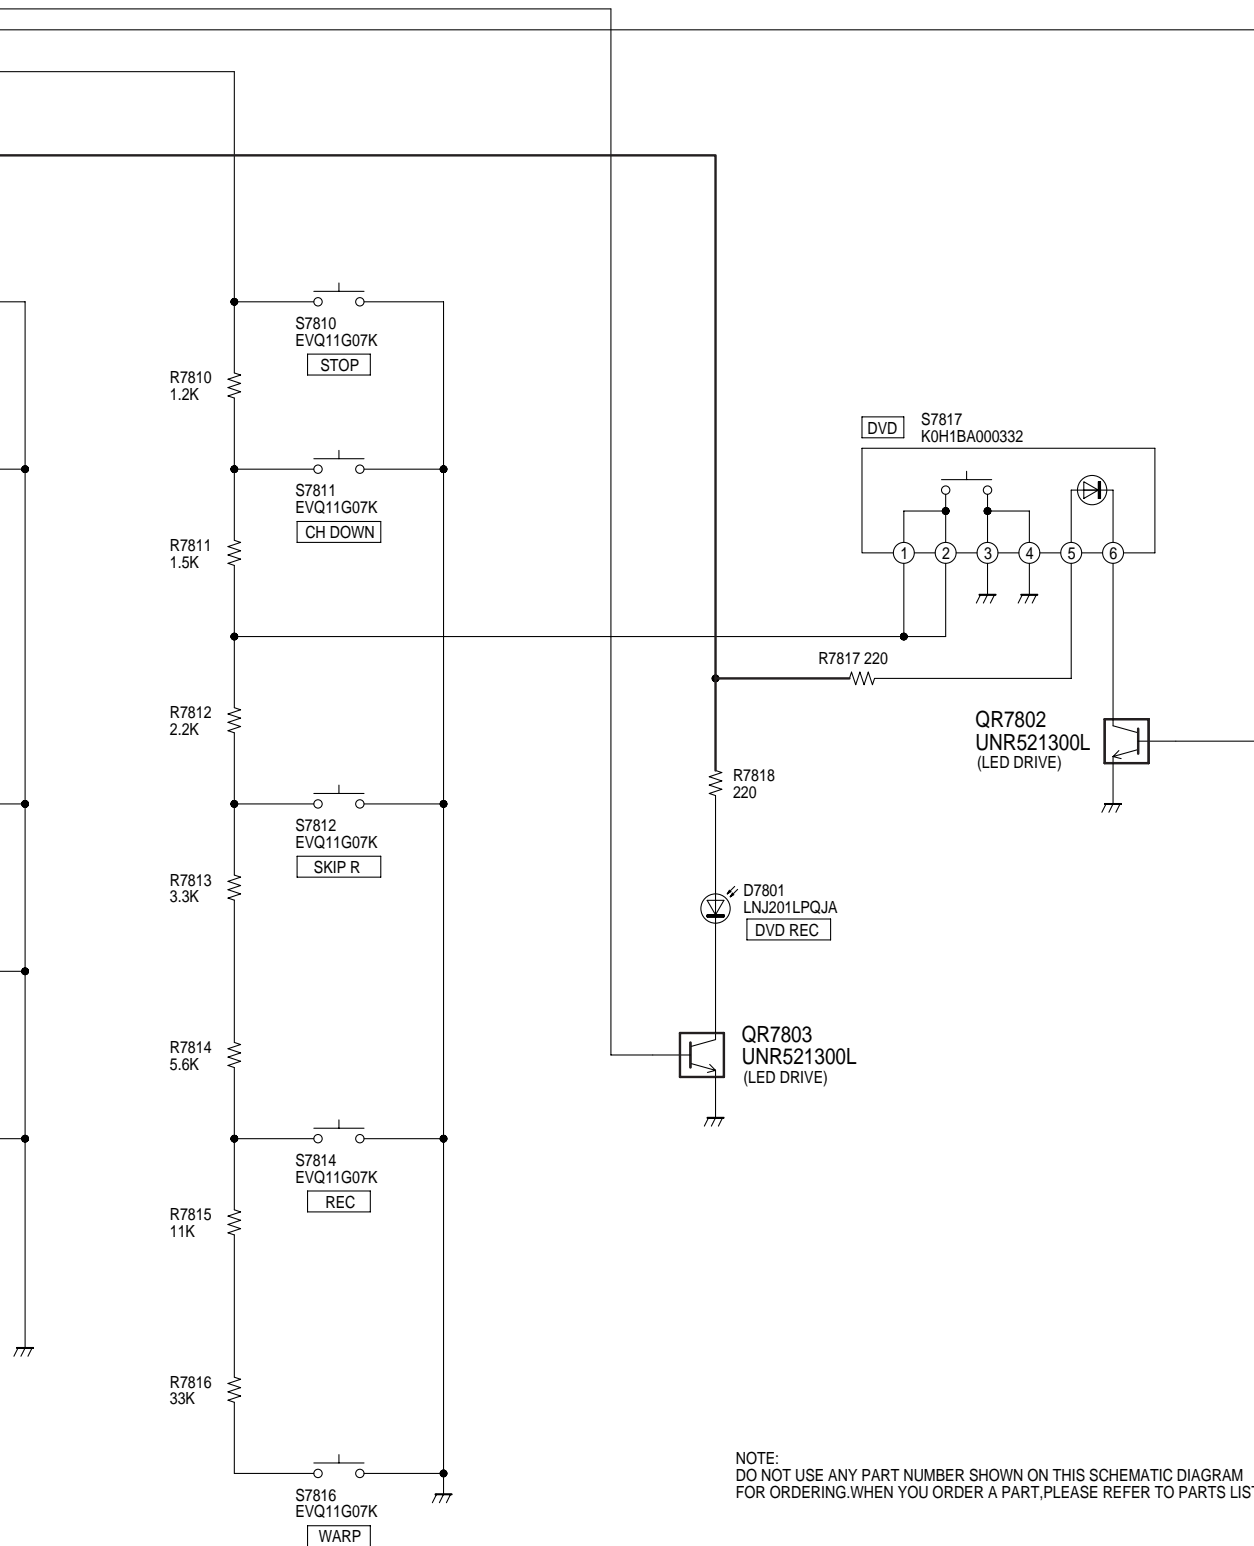 S7810
EVQ11G07K
STOP
R7810
1.2K
DVD
S7817
K0H1BA000332
S7811
EVQ11G07K
CH DOWN
R7811
1.5K
1 2 3 4 5 6
R7817 220
R7812
2.2K
QR7802
UNR521300L
(LED DRIVE)
R7818
220
S7812
EVQ11G07K
SKIP R
R7813
3.3K
D7801
LNJ201LPQJA
DVD REC
QR7803
UNR521300L
(LED DRIVE)
R7814
5.6K
S7814
EVQ11G07K
REC
R7815
11K
R7816
33K
S7816
EVQ11G07K
WARP
NOTE:
DO NOT USE ANY PART NUMBER SHOWN ON THIS SCHEMATIC DIAGRAM
FOR ORDERING.WHEN YOU ORDER A PART,PLEASE REFER TO PARTS LIST